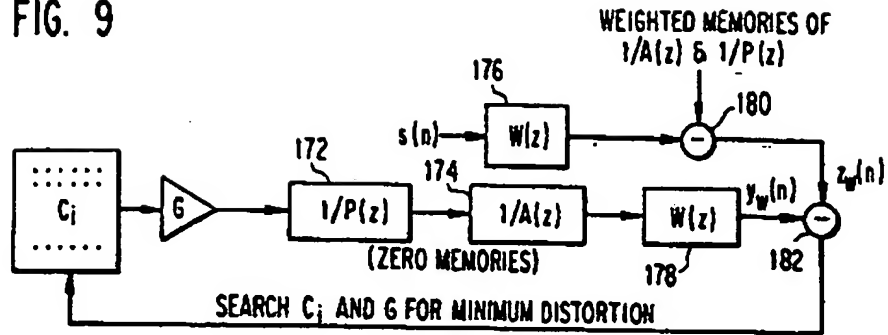 FIG. 9
WEIGHTED MEMORIES OF
1/A(z) & 1/P(z)
176
180
s(n)
W(z)
−
172
174
z_w(n)
C_i
G
1/P(z)
1/A(z)
W(z)
y_w(n)
−
(ZERO MEMORIES)
178
182
SEARCH C_i AND G FOR MINIMUM DISTORTION